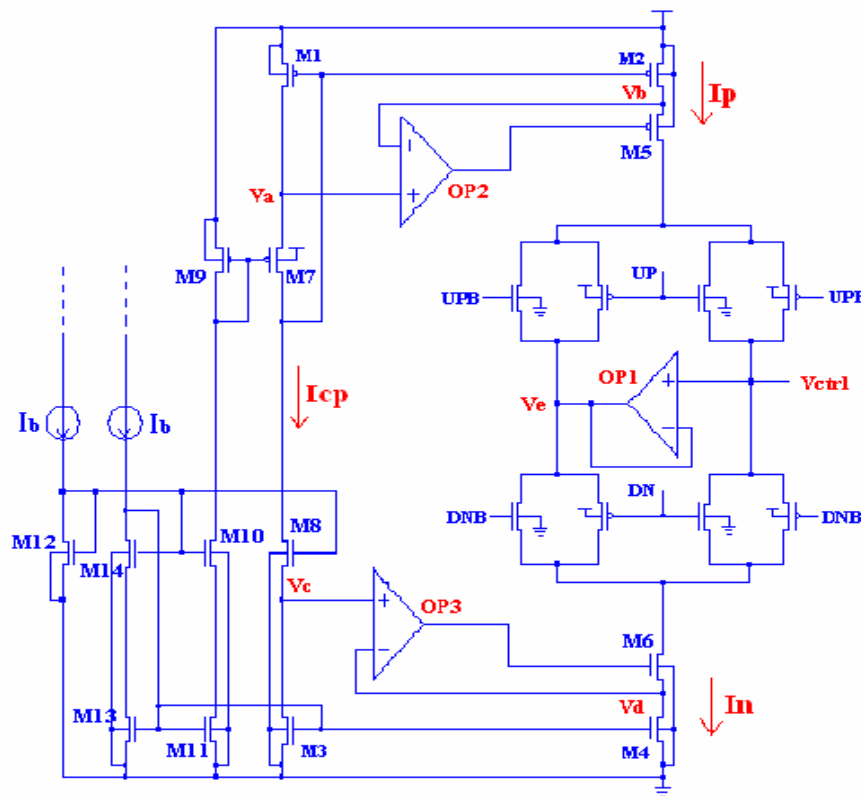 M1
M2
Vb
Ip
M5
OP2
Va
M9
M7
UP
UPB
UPB
OP1
Vctrl
Ve
Icp
Ib
Ib
DN
DNB
DNB
M12
M14
M10
M8
Vc
OP3
M6
M13
M11
M3
Vd
M4
In